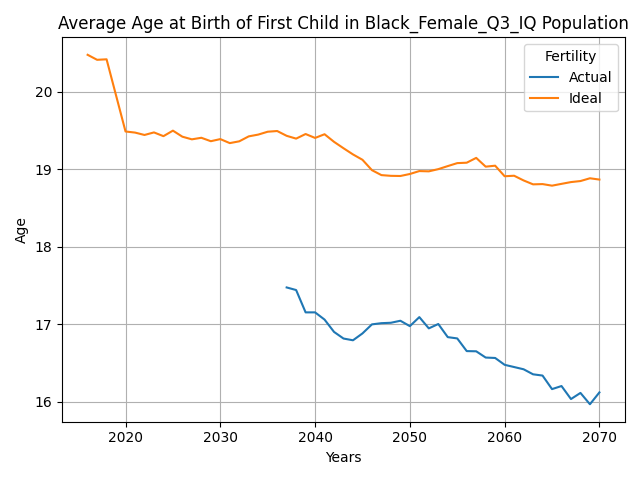 Average Age at Birth of First Child in Black_Female_Q3_IQ Population
Fertility
Actual
Ideal
Age
20
19
18
17
16
2020 2030 2040 2050 2060 2070
Years